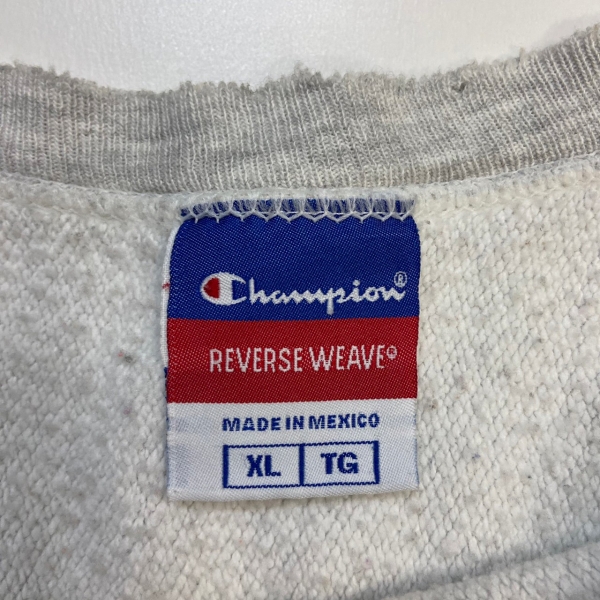 Champion®
REVERSE WEAVE®
MADE IN MEXICO
XL TG